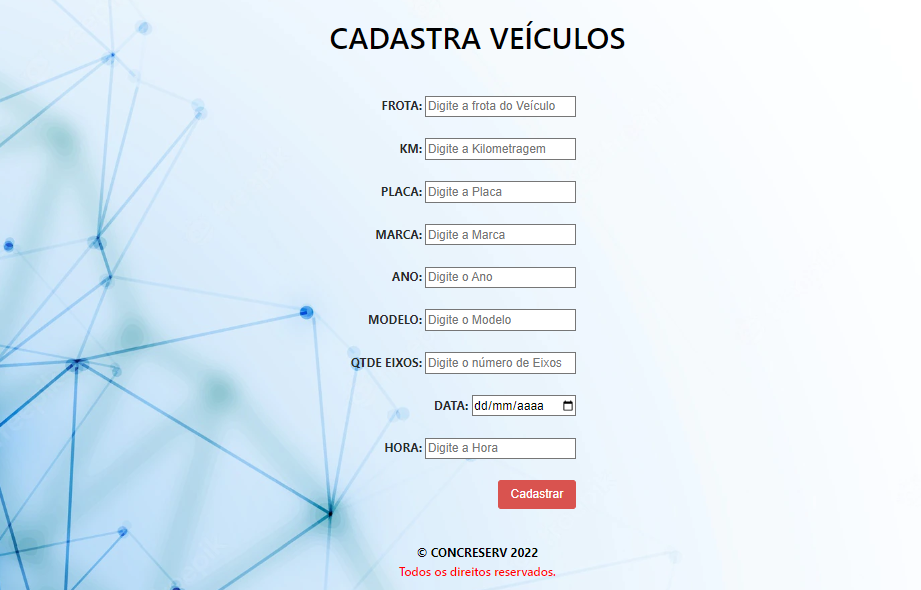 CADASTRA VEÍCULOS
FROTA: Digite a frota do Veículo
KM: Digite a Kilometragem
PLACA: Digite a Placa
MARCA: Digite a Marca
ANO: Digite o Ano
MODELO: Digite o Modelo
QTDE EIXOS: Digite o número de Eixos
DATA: dd/mm/aaaa
HORA: Digite a Hora
Cadastrar
© CONCRESERV 2022
Todos os direitos reservados.